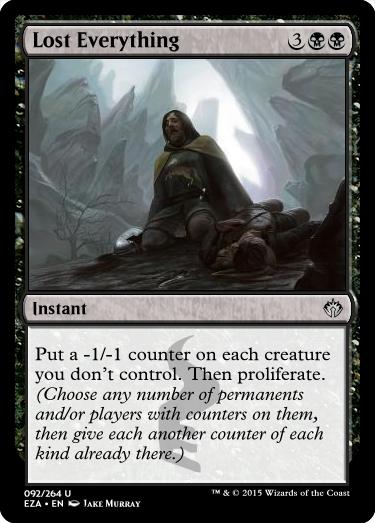 Lost Everything 3
Instant
Put a -1/-1 counter on each creature
you don't control. Then proliferate.
(Choose any number of permanents
and/or players with counters on them,
then give each another counter of each
kind already there.)
092/264 U
EZA • EN Jake Murray
™ & © 2015 Wizards of the Coast